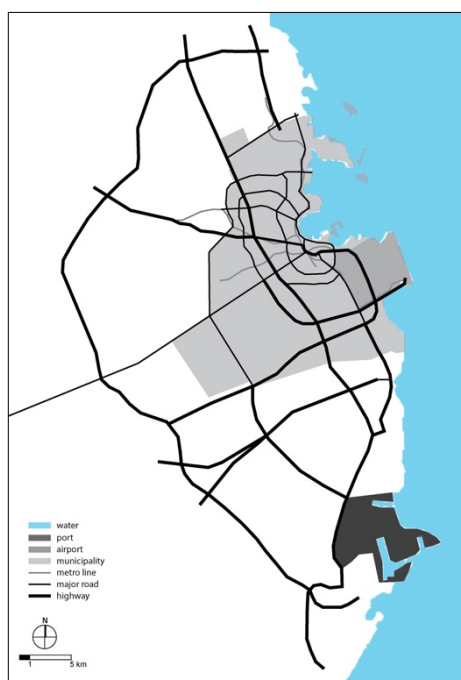 water
port
airport
municipality
metro line
major road
highway
N
1 5 km